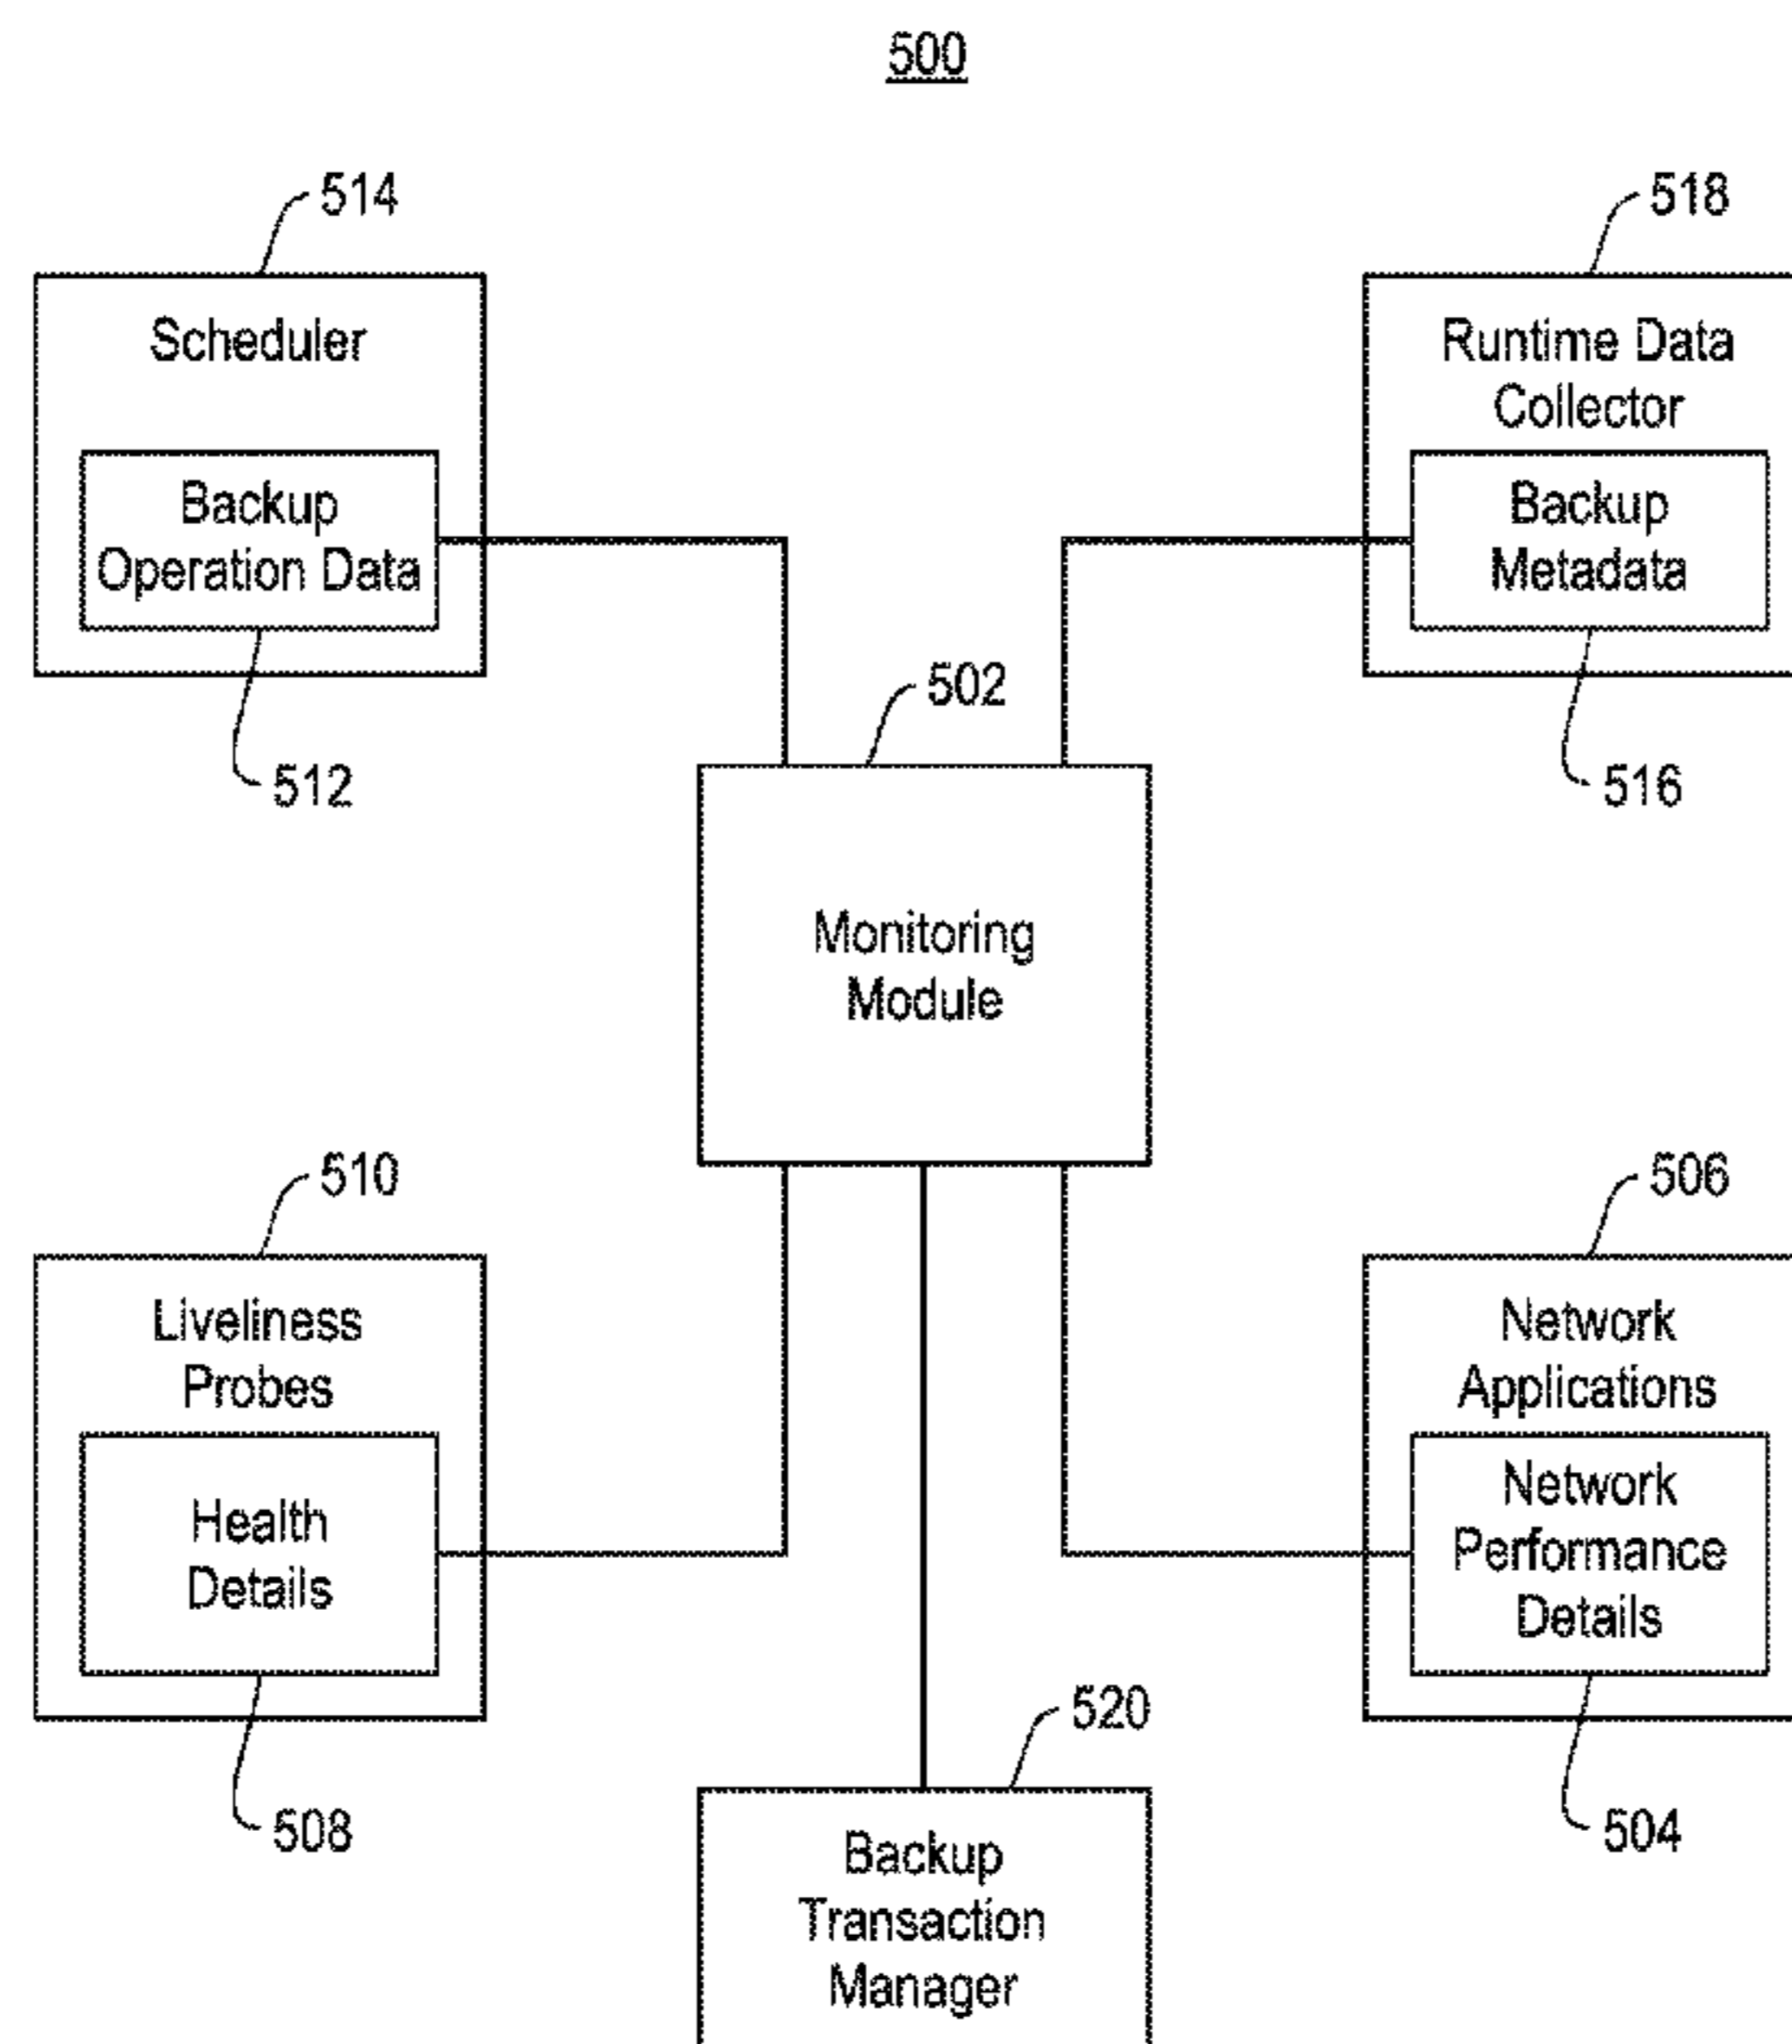 500
514
518
Scheduler
Runtime Data
Collector
Backup
Operation Data
Backup
Metadata
502
512
516
Monitoring
Module
510
506
Liveliness
Probes
Network
Applications
Health
Details
Network
Performance
Details
520
508
504
Backup
Transaction
Manager